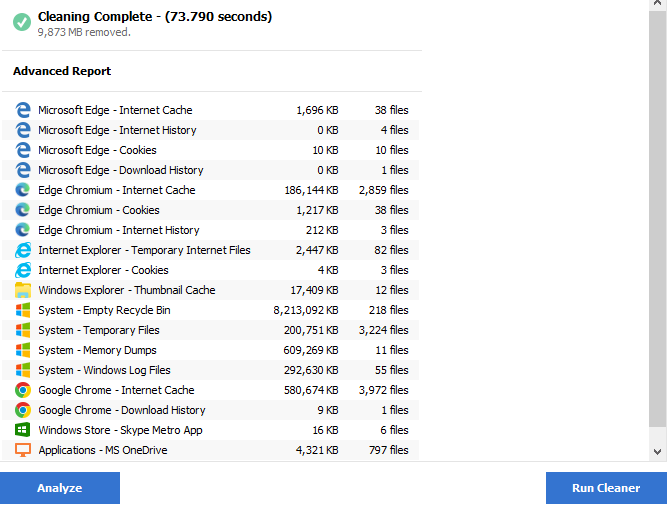 Cleaning Complete - (73.790 seconds)
9,873 MB removed.
Advanced Report
Microsoft Edge - Internet Cache 1,696 KB 38 files
Microsoft Edge - Internet History 0 KB 4 files
Microsoft Edge - Cookies 10 KB 10 files
Microsoft Edge - Download History 0 KB 1 files
Edge Chromium - Internet Cache 186,144 KB 2,859 files
Edge Chromium - Cookies 1,217 KB 38 files
Edge Chromium - Internet History 212 KB 3 files
Internet Explorer - Temporary Internet Files 2,447 KB 82 files
Internet Explorer - Cookies 4 KB 3 files
Windows Explorer - Thumbnail Cache 17,409 KB 12 files
System - Empty Recycle Bin 8,213,092 KB 218 files
System - Temporary Files 200,751 KB 3,224 files
System - Memory Dumps 609,269 KB 11 files
System - Windows Log Files 292,630 KB 55 files
Google Chrome - Internet Cache 580,674 KB 3,972 files
Google Chrome - Download History 9 KB 1 files
Windows Store - Skype Metro App 16 KB 6 files
Applications - MS OneDrive 4,321 KB 797 files
Analyze Run Cleaner